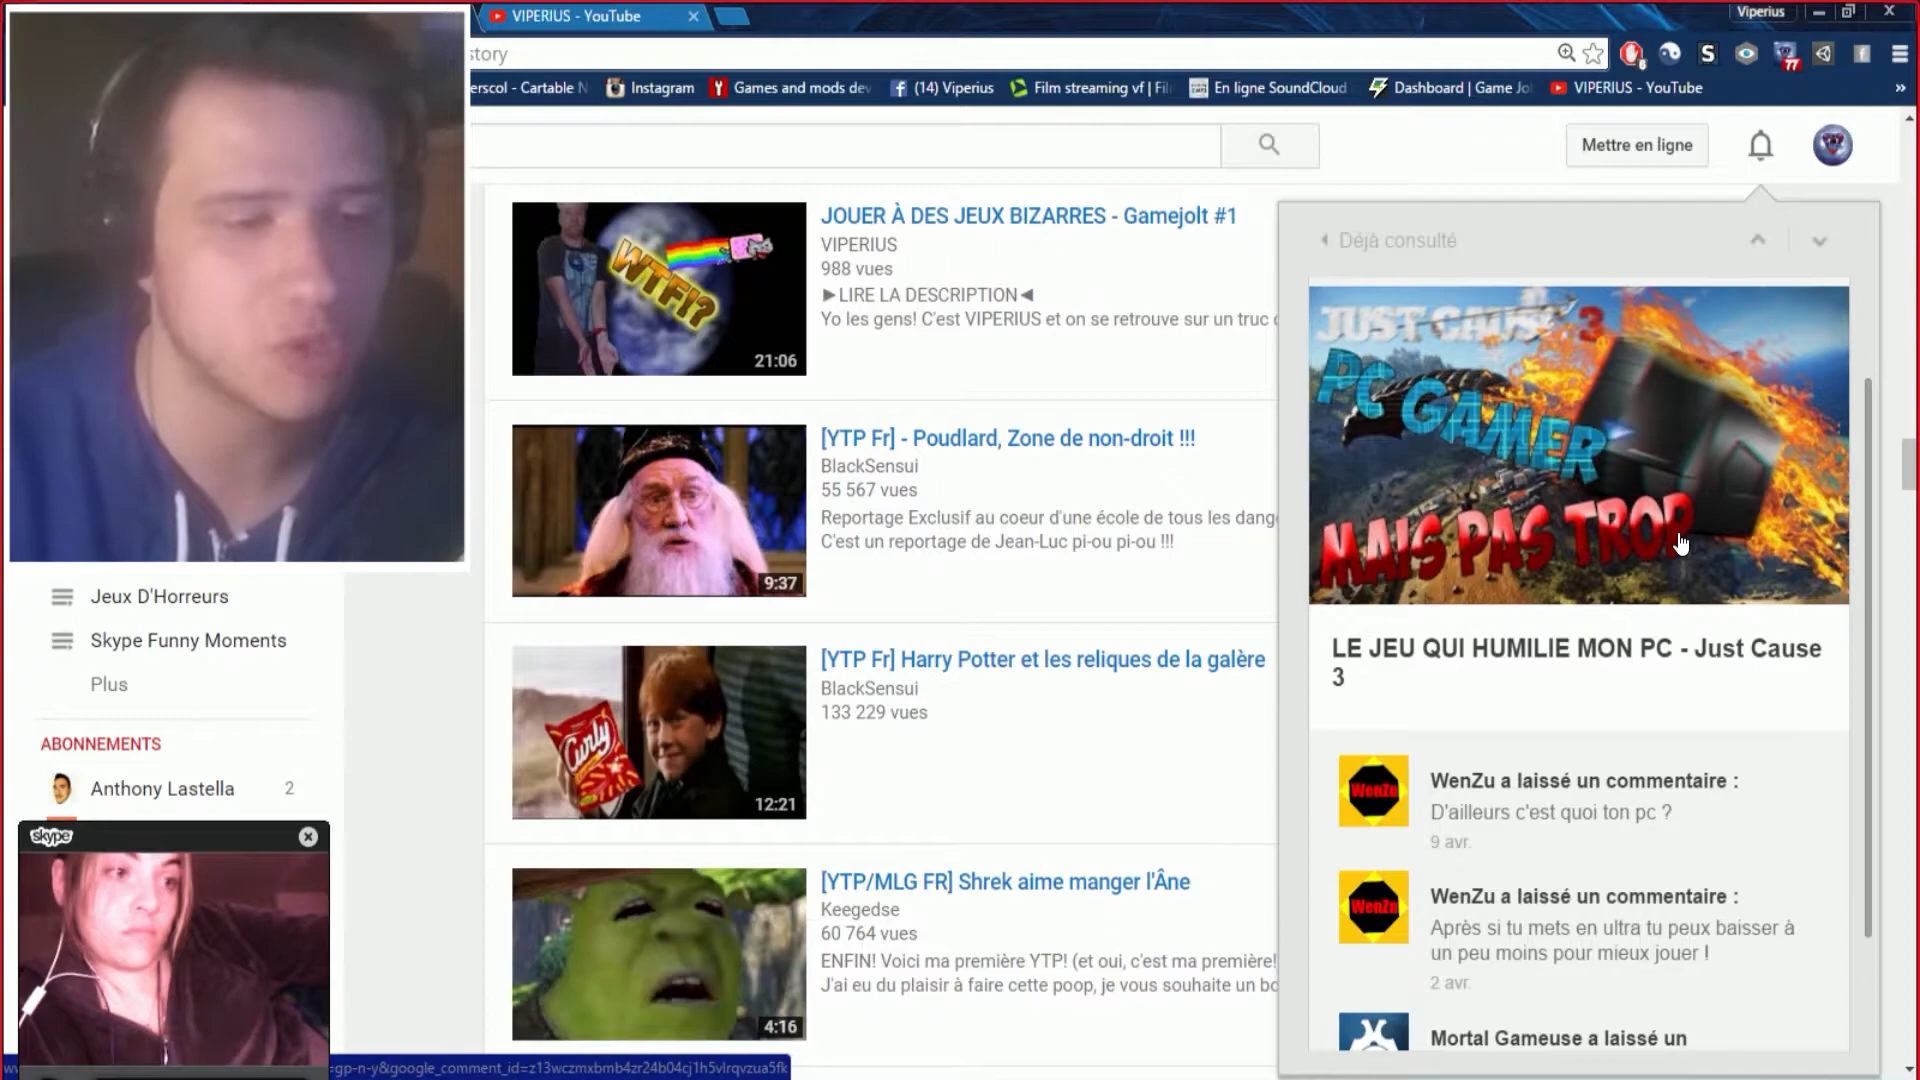 VIPERIUS - YouTube
Viperius
story
6
S
77
erscol - Cartable N
Instagram
Games and mods dev
(14) Viperius
Film streaming vf | Fil
En ligne SoundCloud
Dashboard | Game Jo
VIPERIUS - YouTube
»
Mettre en ligne
JOUER À DES JEUX BIZARRES - Gamejolt #1
VIPERIUS
988 vues
►LIRE LA DESCRIPTION◄
Yo les gens! C'est VIPERIUS et on se retrouve sur un truc
WTF!?
21:06
[YTP Fr] - Poudlard, Zone de non-droit !!!
BlackSensui
55 567 vues
Reportage Exclusif au coeur d'une école de tous les dang
C'est un reportage de Jean-Luc pi-ou pi-ou !!!
9:37
[YTP Fr] Harry Potter et les reliques de la galère
BlackSensui
133 229 vues
Curly
12:21
[YTP/MLG FR] Shrek aime manger l'Âne
Keegedse
60 764 vues
ENFIN! Voici ma première YTP! (et oui, c'est ma première!
J'ai eu du plaisir à faire cette poop, je vous souhaite un bo
4:16
Déjà consulté
JUST CAUSE 3
PC GAMER
MAIS PAS TROP
LE JEU QUI HUMILIE MON PC - Just Cause
3
WenZu
WenZu a laissé un commentaire :
D'ailleurs c'est quoi ton pc ?
9 avr.
WenZu
WenZu a laissé un commentaire :
Après si tu mets en ultra tu peux baisser à
un peu moins pour mieux jouer !
2 avr.
Mortal Gameuse a laissé un
Jeux D'Horreurs
Skype Funny Moments
Plus
ABONNEMENTS
Anthony Lastella
2
skype
=gp-n-y&google_comment_id=z13wczmxbmb4zr24b04cj1h5vlrqvzua5fk